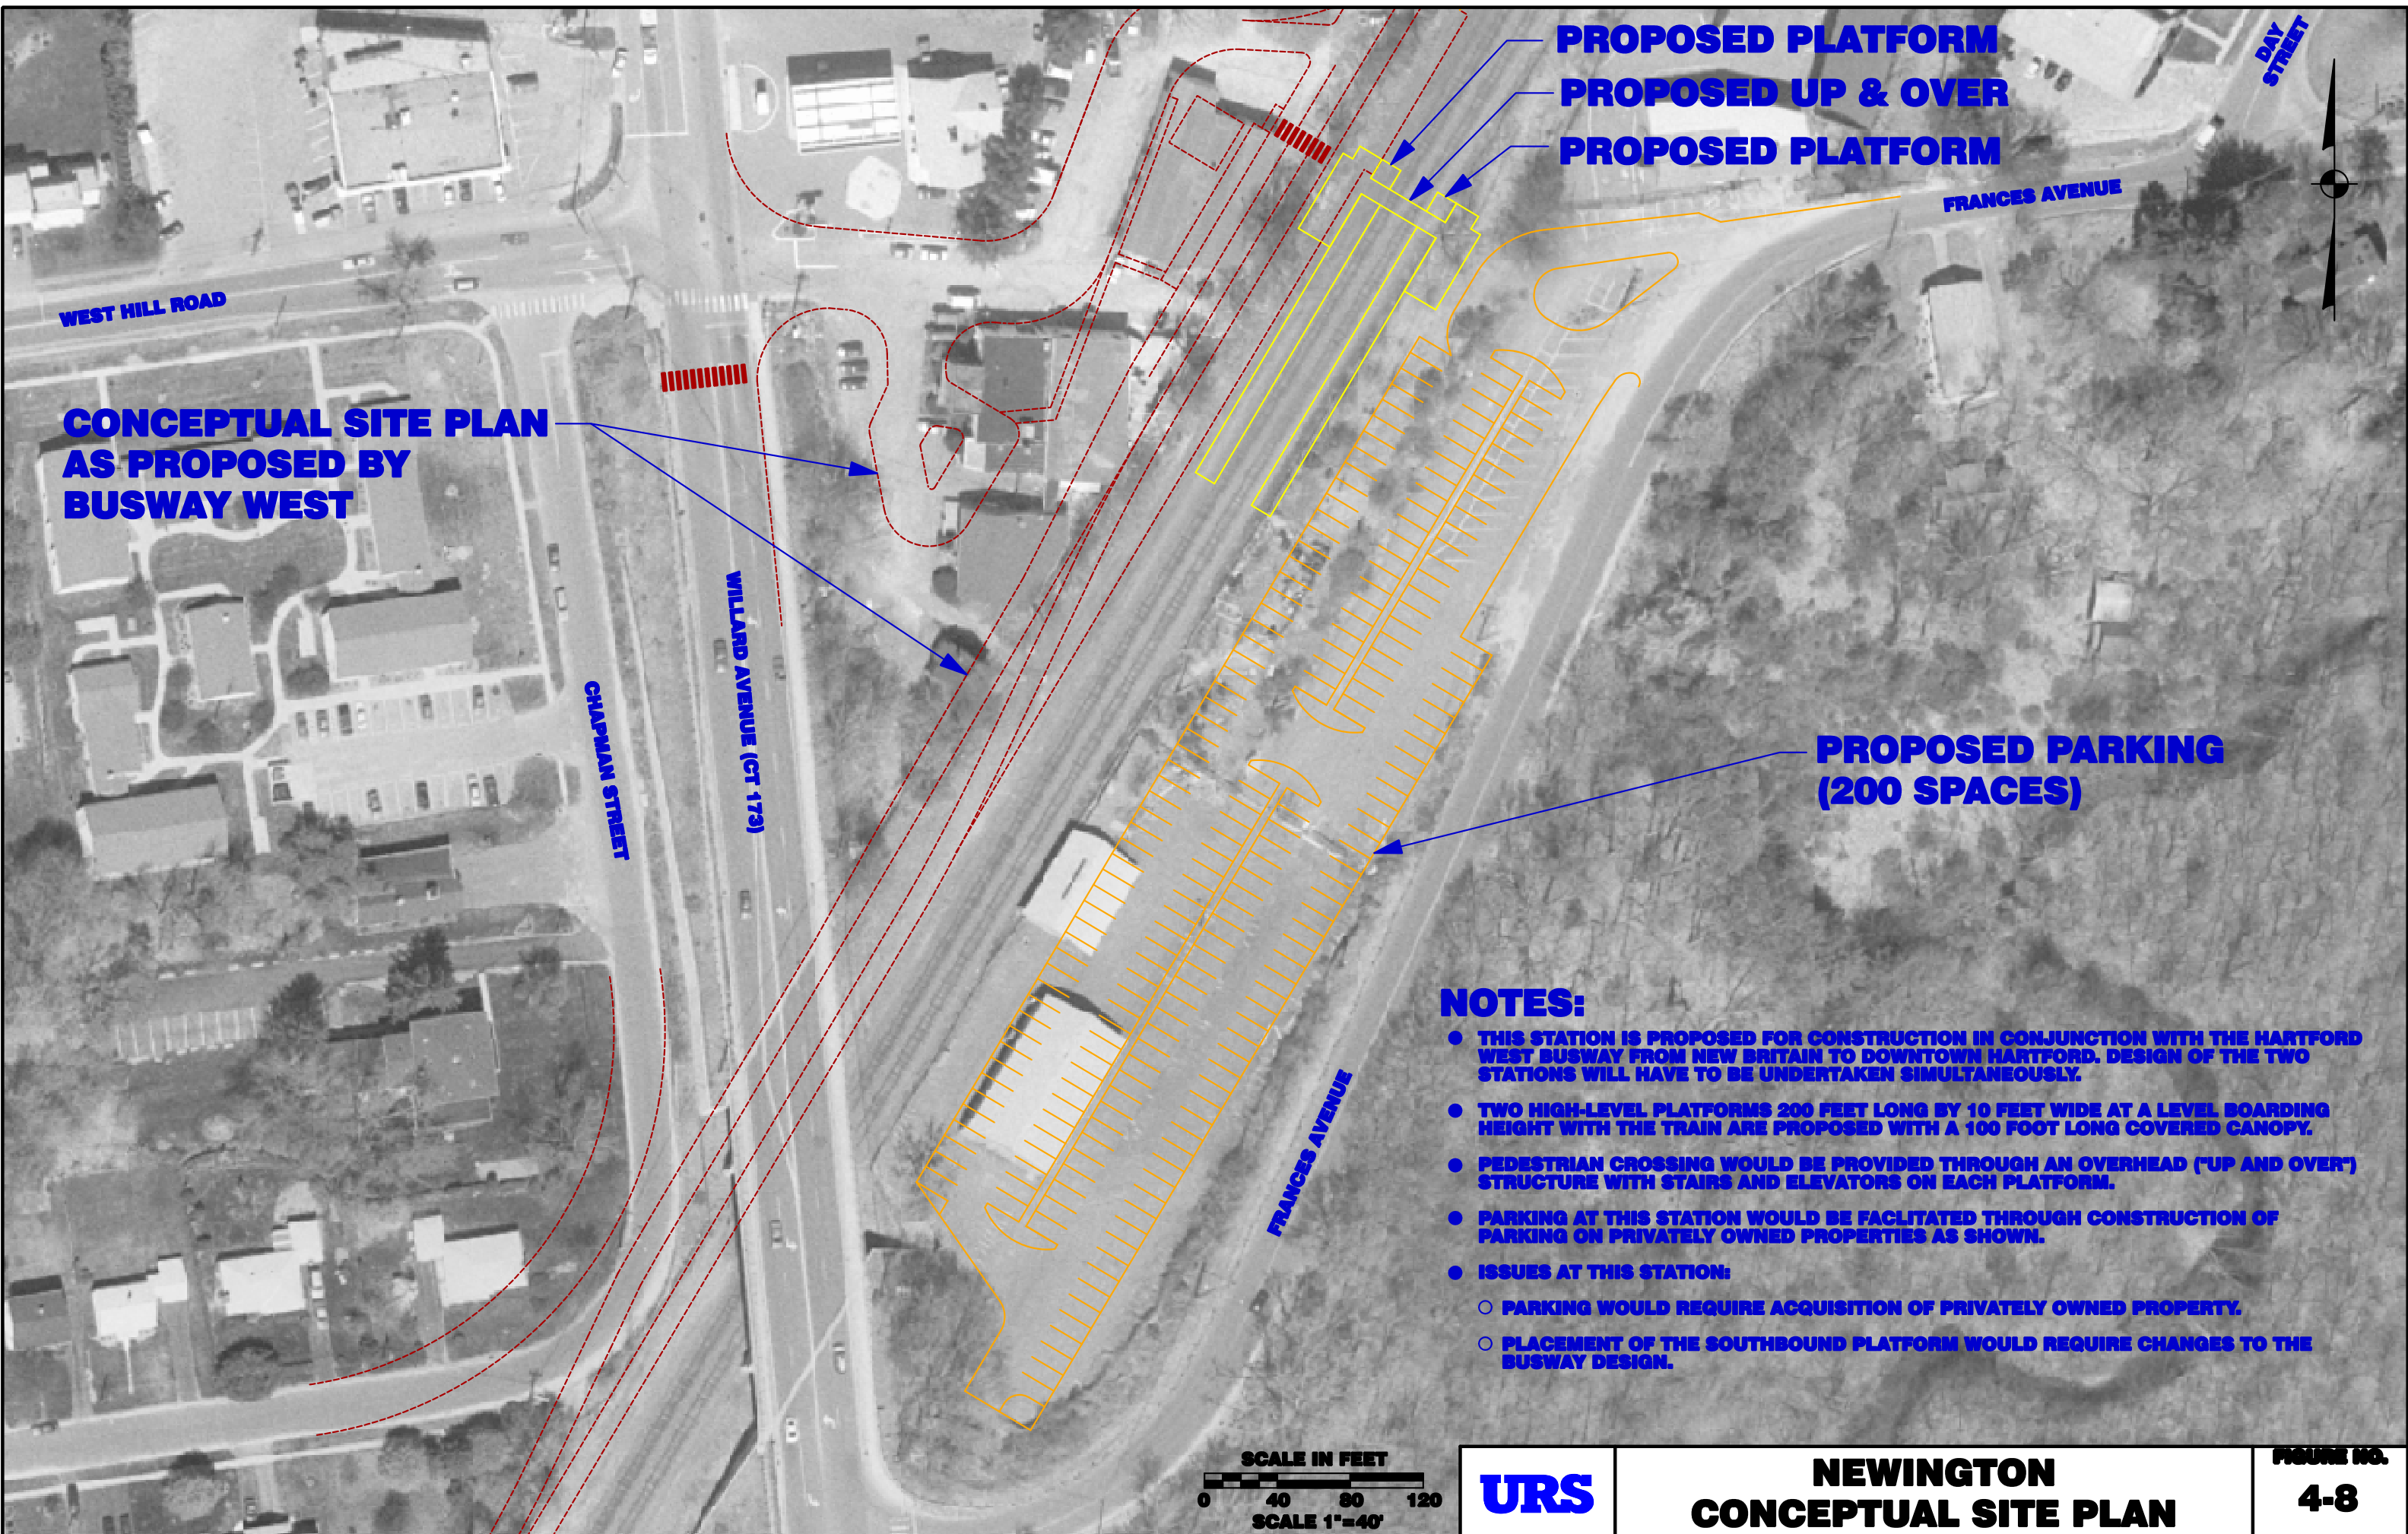 PROPOSED PLATFORM
PROPOSED UP & OVER
PROPOSED PLATFORM
DAY
STREET
FRANCES AVENUE
WEST HILL ROAD
CONCEPTUAL SITE PLAN
AS PROPOSED BY
BUSWAY WEST
WILLARD AVENUE (CT 173)
CHAPMAN STREET
PROPOSED PARKING
(200 SPACES)
FRANCES AVENUE
NOTES:
● THIS STATION IS PROPOSED FOR CONSTRUCTION IN CONJUNCTION WITH THE HARTFORD
WEST BUSWAY FROM NEW BRITAIN TO DOWNTOWN HARTFORD. DESIGN OF THE TWO
STATIONS WILL HAVE TO BE UNDERTAKEN SIMULTANEOUSLY.
● TWO HIGH-LEVEL PLATFORMS 200 FEET LONG BY 10 FEET WIDE AT A LEVEL BOARDING
HEIGHT WITH THE TRAIN ARE PROPOSED WITH A 100 FOOT LONG COVERED CANOPY.
● PEDESTRIAN CROSSING WOULD BE PROVIDED THROUGH AN OVERHEAD ("UP AND OVER")
STRUCTURE WITH STAIRS AND ELEVATORS ON EACH PLATFORM.
● PARKING AT THIS STATION WOULD BE FACLITATED THROUGH CONSTRUCTION OF
PARKING ON PRIVATELY OWNED PROPERTIES AS SHOWN.
● ISSUES AT THIS STATION:
○ PARKING WOULD REQUIRE ACQUISITION OF PRIVATELY OWNED PROPERTY.
○ PLACEMENT OF THE SOUTHBOUND PLATFORM WOULD REQUIRE CHANGES TO THE
BUSWAY DESIGN.
SCALE IN FEET
0 40 80 120
SCALE 1"=40'
URS
NEWINGTON
CONCEPTUAL SITE PLAN
FIGURE NO.
4-8